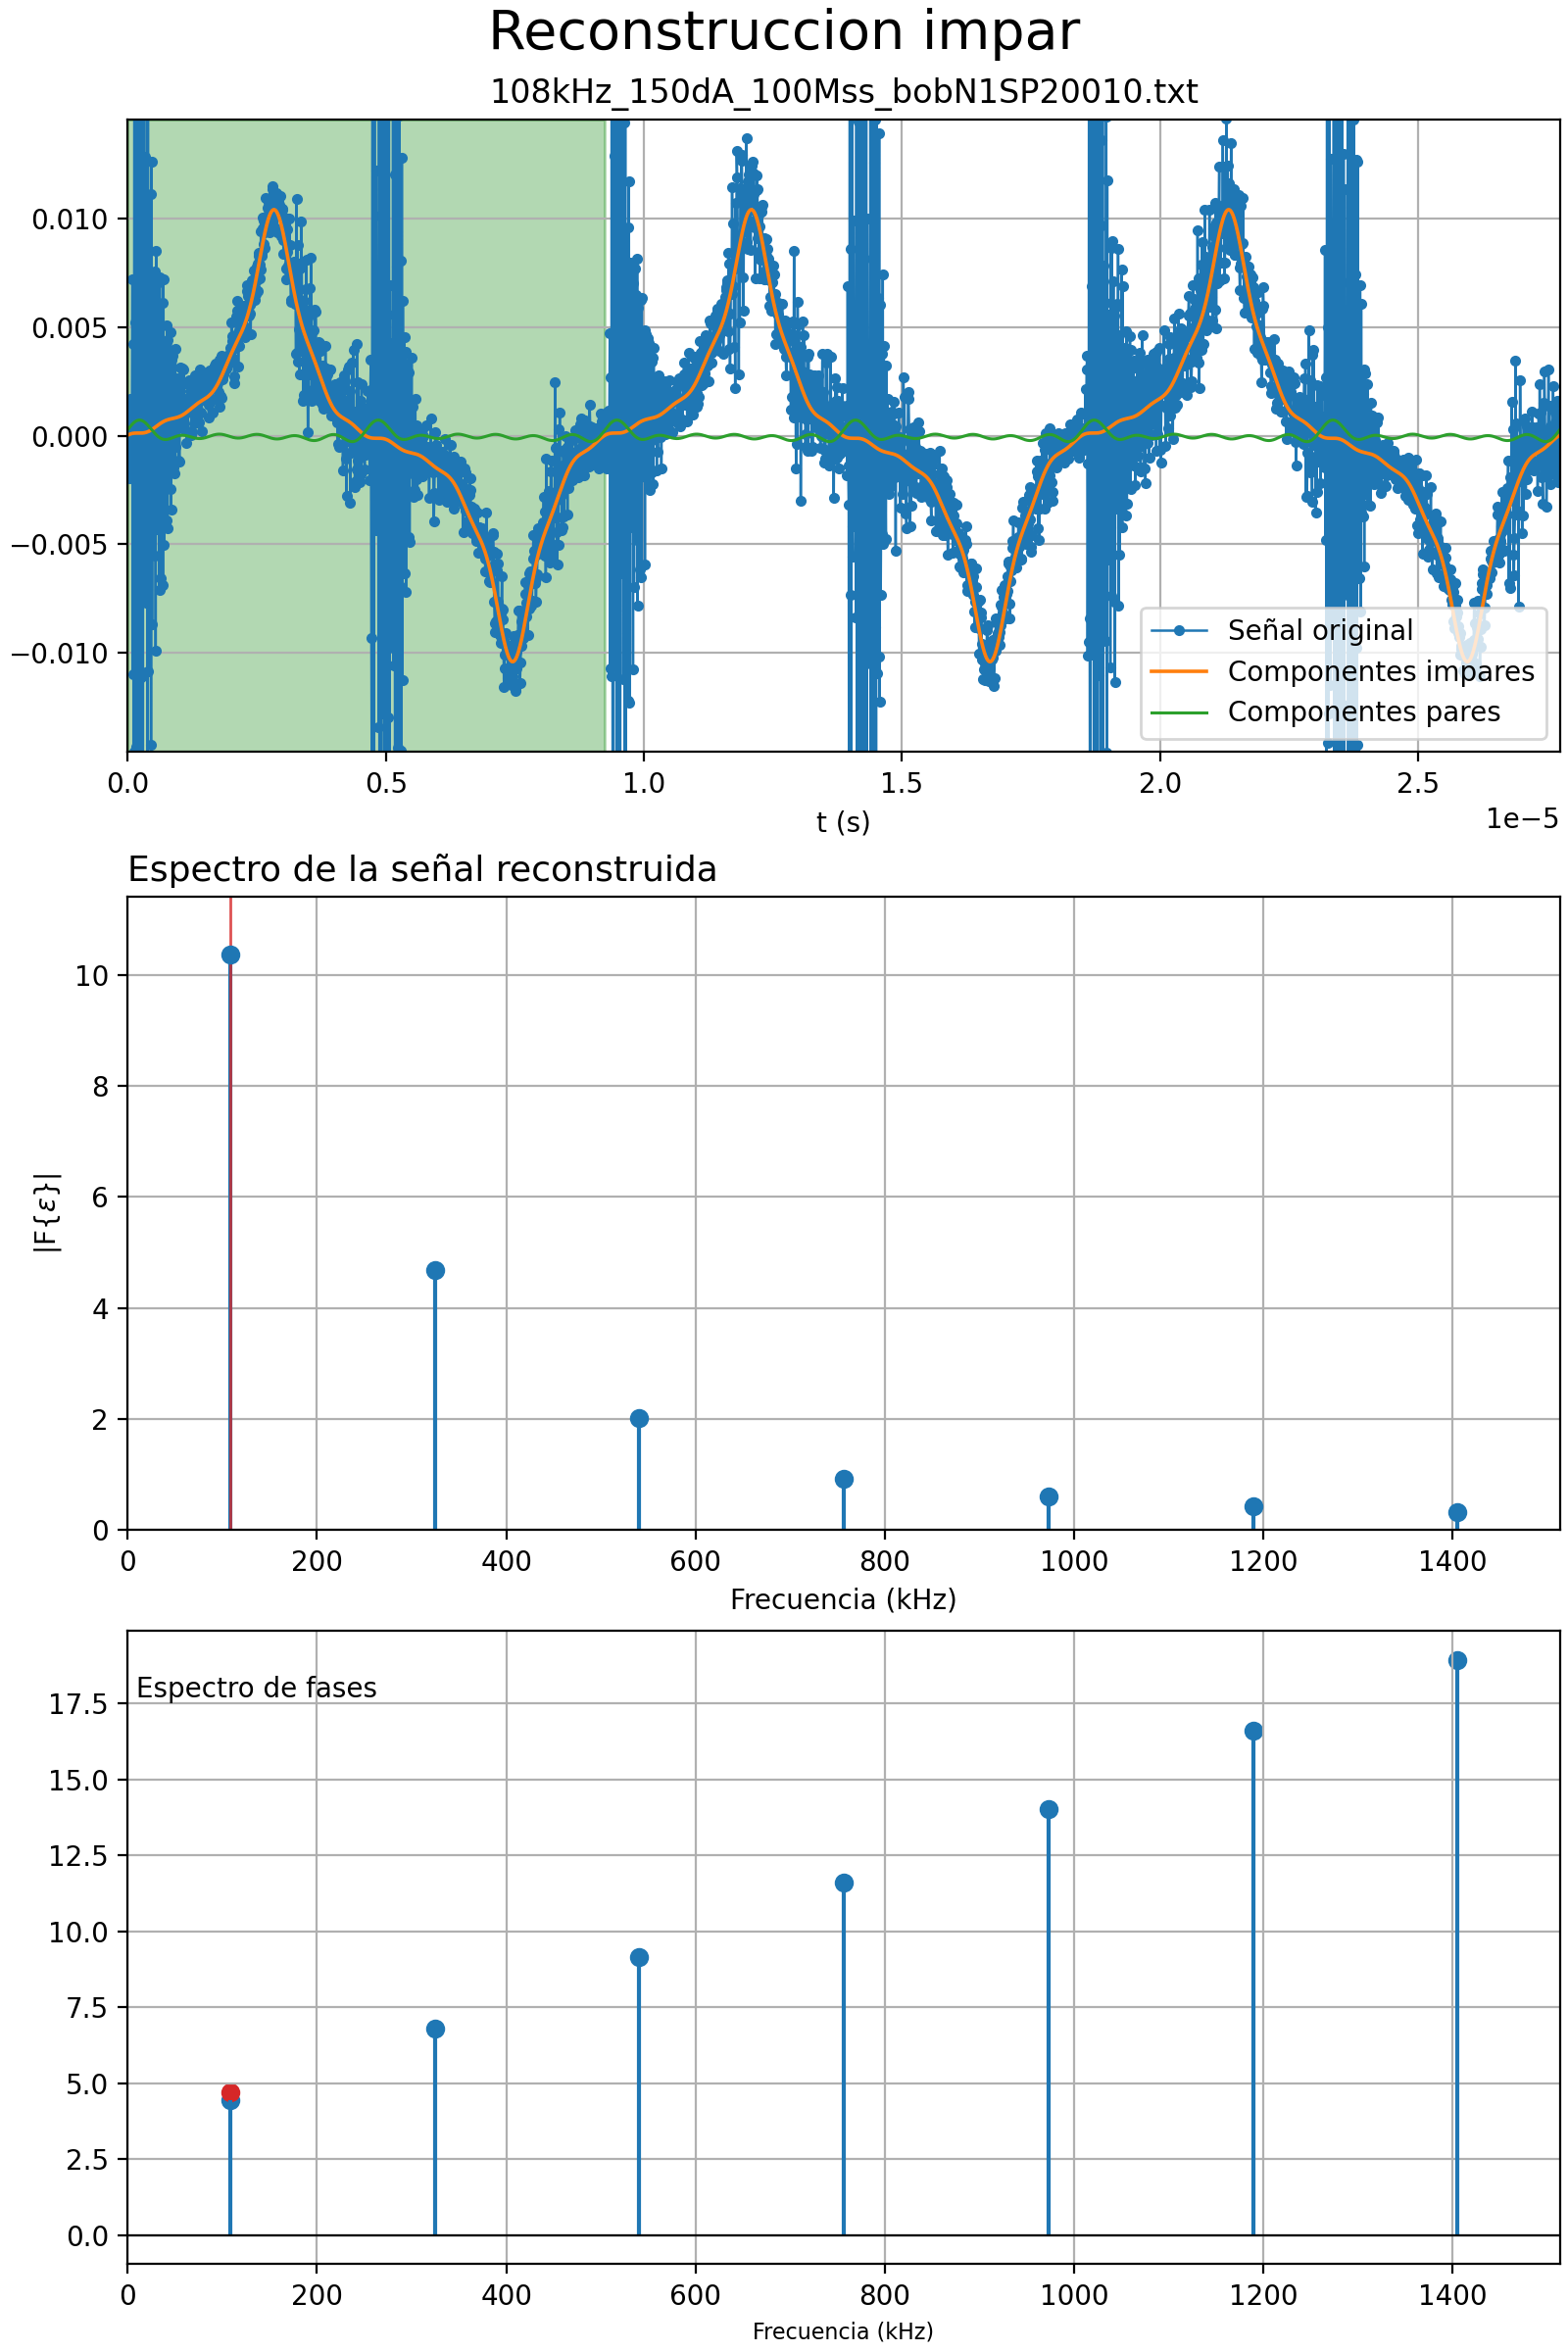 Reconstruccion impar
108kHz_150dA_100Mss_bobN1SP20010.txt
0.010
0.005
0.000
−0.005
−0.010
Señal original
Componentes impares
Componentes pares
0.0 0.5 1.0 1.5 2.0 2.5
1e−5
t (s)
Espectro de la señal reconstruida
10
8
6
4
2
0
|F{ε}|
0 200 400 600 800 1000 1200 1400
Frecuencia (kHz)
Espectro de fases
17.5
15.0
12.5
10.0
7.5
5.0
2.5
0.0
0 200 400 600 800 1000 1200 1400
Frecuencia (kHz)